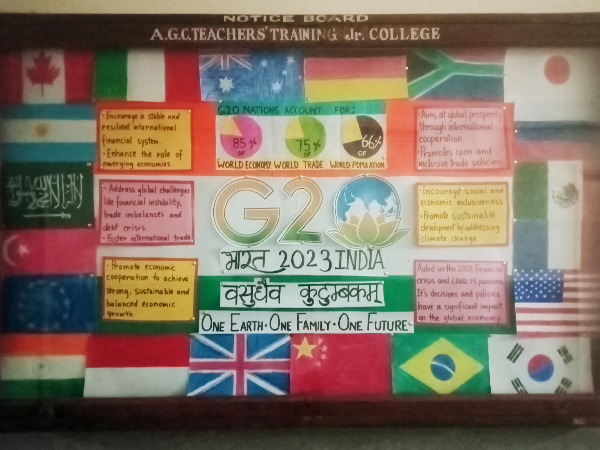 NOTICE BOARD
A.G.C.TEACHERS' TRAINING Jr. COLLEGE
• Encourage a stable and
resilient international
financial system.
• Enhance the role of
emerging economies.
G20 NATIONS ACCOUNT FOR :
85%
OF
WORLD ECONOMY
75%
OF
WORLD TRADE
66%
OF
WORLD POPULATION
• Aims at global prosperity
through international
cooperation.
• Promotes open and
inclusive trade policies.
• Address global challenges
like financial instability,
trade imbalances and
debt crisis
• Foster international trade.
G20
भारत 2023 INDIA
वसुधैव कुटुम्बकम्
ONE EARTH • ONE FAMILY • ONE FUTURE
• Encourage social and
economic inclusiveness
• Promote sustainable
development by addressing
climate change.
• Promote economic
cooperation to achieve
strong, sustainable and
balanced economic
growth.
Aided in the 2008 financial
crisis and COVID 19 pandemic
It's decisions and policies
have a significant impact
on the global economy.